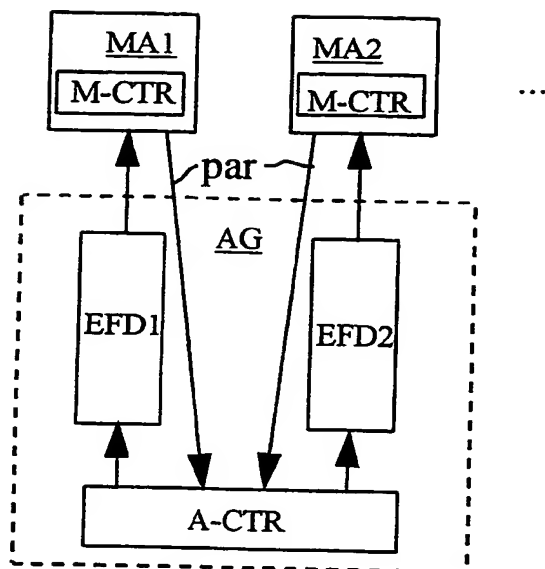 MA1
M-CTR
MA2
M-CTR
...
par
AG
EFD1
EFD2
A-CTR